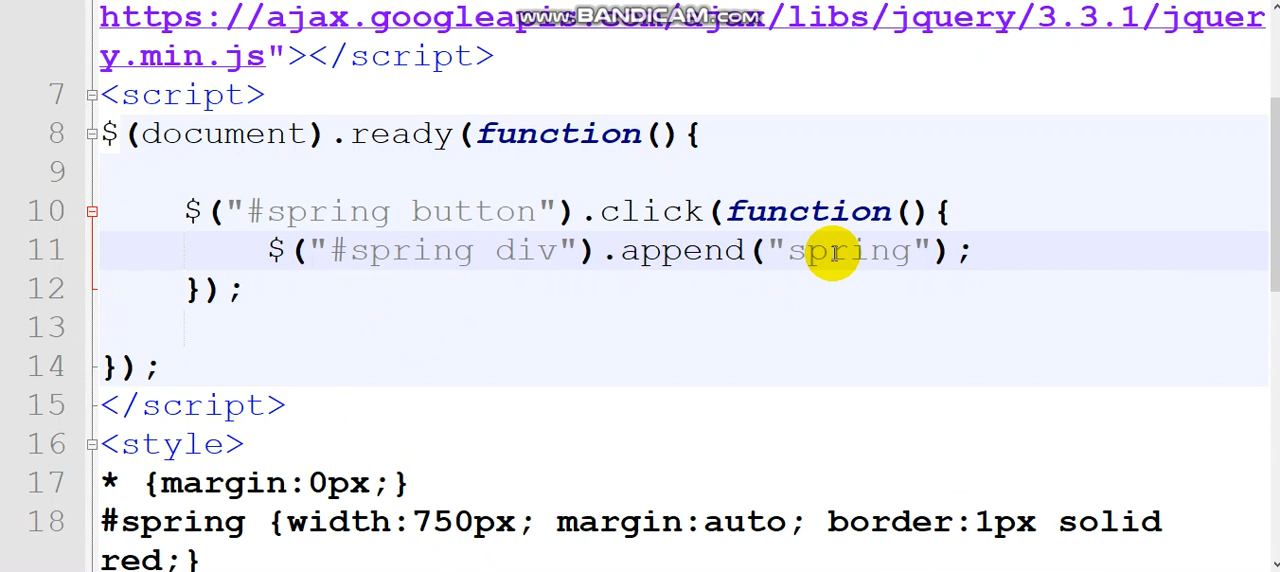 www.BANDICAM.com
https://ajax.googleapis.com/ajax/libs/jquery/3.3.1/jquer
y.min.js"></script>
7 <script>
8 $(document).ready(function(){
9
10 $("#spring button").click(function(){
11 $("#spring div").append("spring");
12 });
13
14 });
15 </script>
16 <style>
17 * {margin:0px;}
18 #spring {width:750px; margin:auto; border:1px solid
red;}